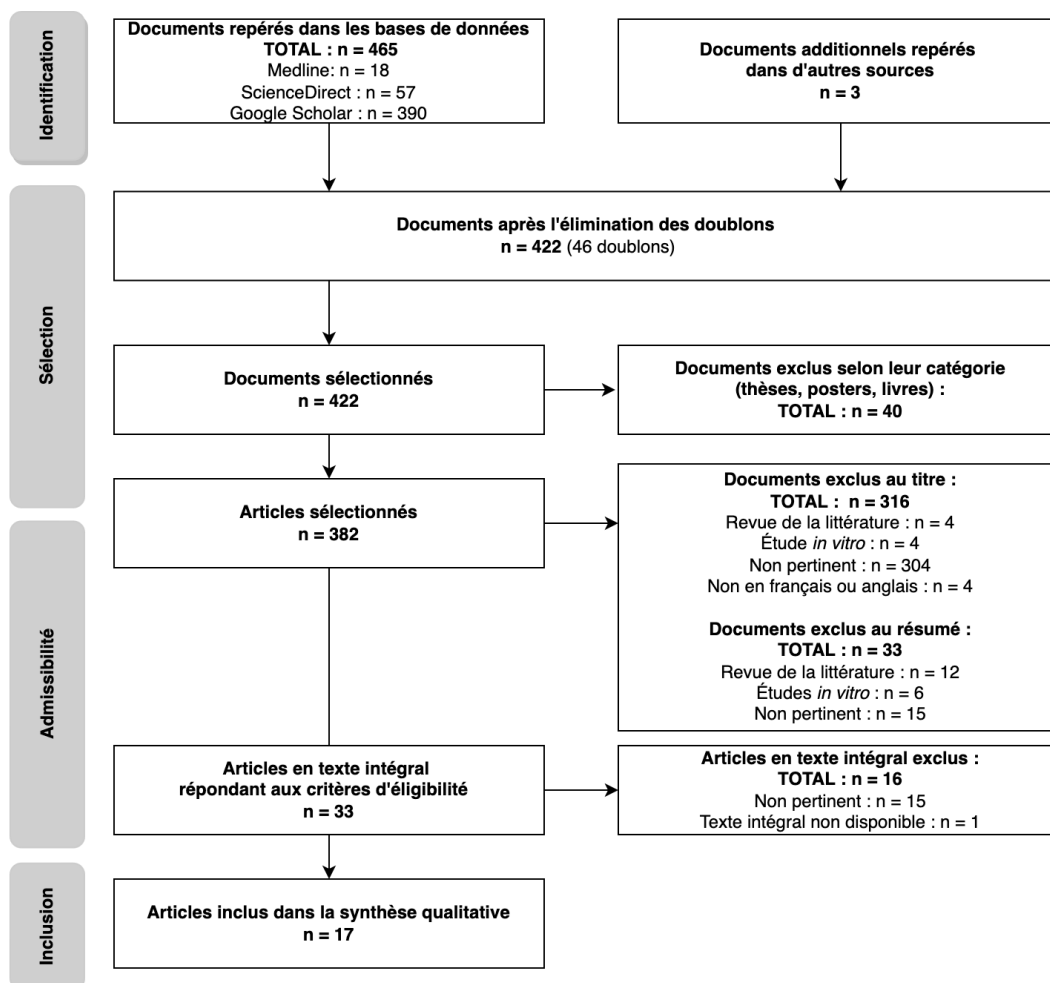 Identification
Documents repérés dans les bases de données
TOTAL : n = 465
Medline: n = 18
ScienceDirect : n = 57
Google Scholar : n = 390
Documents additionnels repérés
dans d'autres sources
n = 3
Sélection
Documents après l'élimination des doublons
n = 422 (46 doublons)
Documents sélectionnés
n = 422
Documents exclus selon leur catégorie
(thèses, posters, livres) :
TOTAL : n = 40
Articles sélectionnés
n = 382
Documents exclus au titre :
TOTAL : n = 316
Revue de la littérature : n = 4
Étude in vitro : n = 4
Non pertinent : n = 304
Non en français ou anglais : n = 4
Documents exclus au résumé :
TOTAL : n = 33
Revue de la littérature : n = 12
Études in vitro : n = 6
Non pertinent : n = 15
Admissibilité
Articles en texte intégral
répondant aux critères d'éligibilité
n = 33
Articles en texte intégral exclus :
TOTAL : n = 16
Non pertinent : n = 15
Texte intégral non disponible : n = 1
Inclusion
Articles inclus dans la synthèse qualitative
n = 17